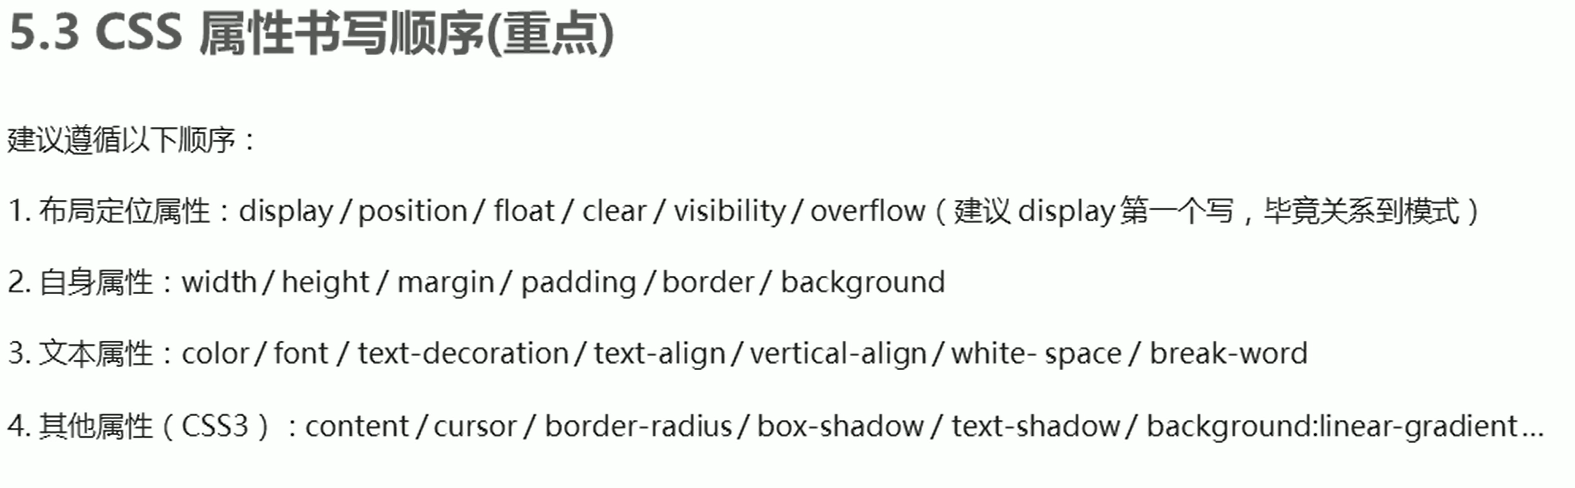 5.3 CSS 属性书写顺序(重点)
建议遵循以下顺序：
1. 布局定位属性：display / position / float / clear / visibility / overflow（建议 display 第一个写，毕竟关系到模式）
2. 自身属性：width / height / margin / padding / border / background
3. 文本属性：color / font / text-decoration / text-align / vertical-align / white- space / break-word
4. 其他属性（CSS3）：content / cursor / border-radius / box-shadow / text-shadow / background:linear-gradient…